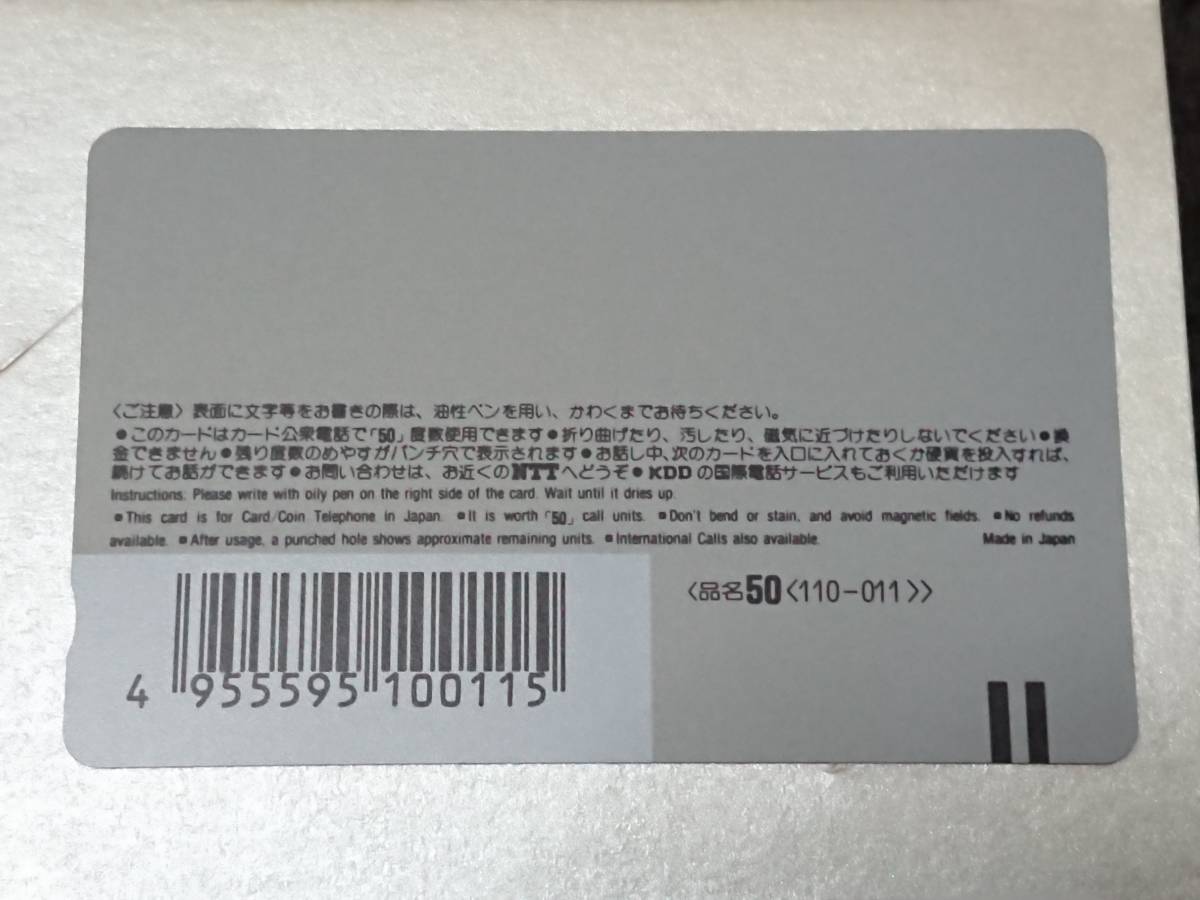 〈ご注意〉表面に文字等をお書きの際は、油性ペンを用い、かわくまでお待ちください。
●このカードはカード公衆電話で「50」度数使用できます●折り曲げたり、汚したり、磁気に近づけたりしないでください●換
金できません●残り度数のめやすがパンチ穴で表示されます●お話し中、次のカードを入口に入れておくか硬貨を投入すれば、
続けてお話ができます●お問い合わせは、お近くのNTTへどうぞ●KDDの国際電話サービスもご利用いただけます
Instructions: Please write with oily pen on the right side of the card. Wait until it dries up.
■This card is for Card/Coin Telephone in Japan. ■It is worth「50」call units. ■Don't bend or stain, and avoid magnetic fields. ■No refunds
available. ■After usage, a punched hole shows approximate remaining units. ■International Calls also available. Made in Japan
〈品名50〈110-011〉〉
4 955595 100115